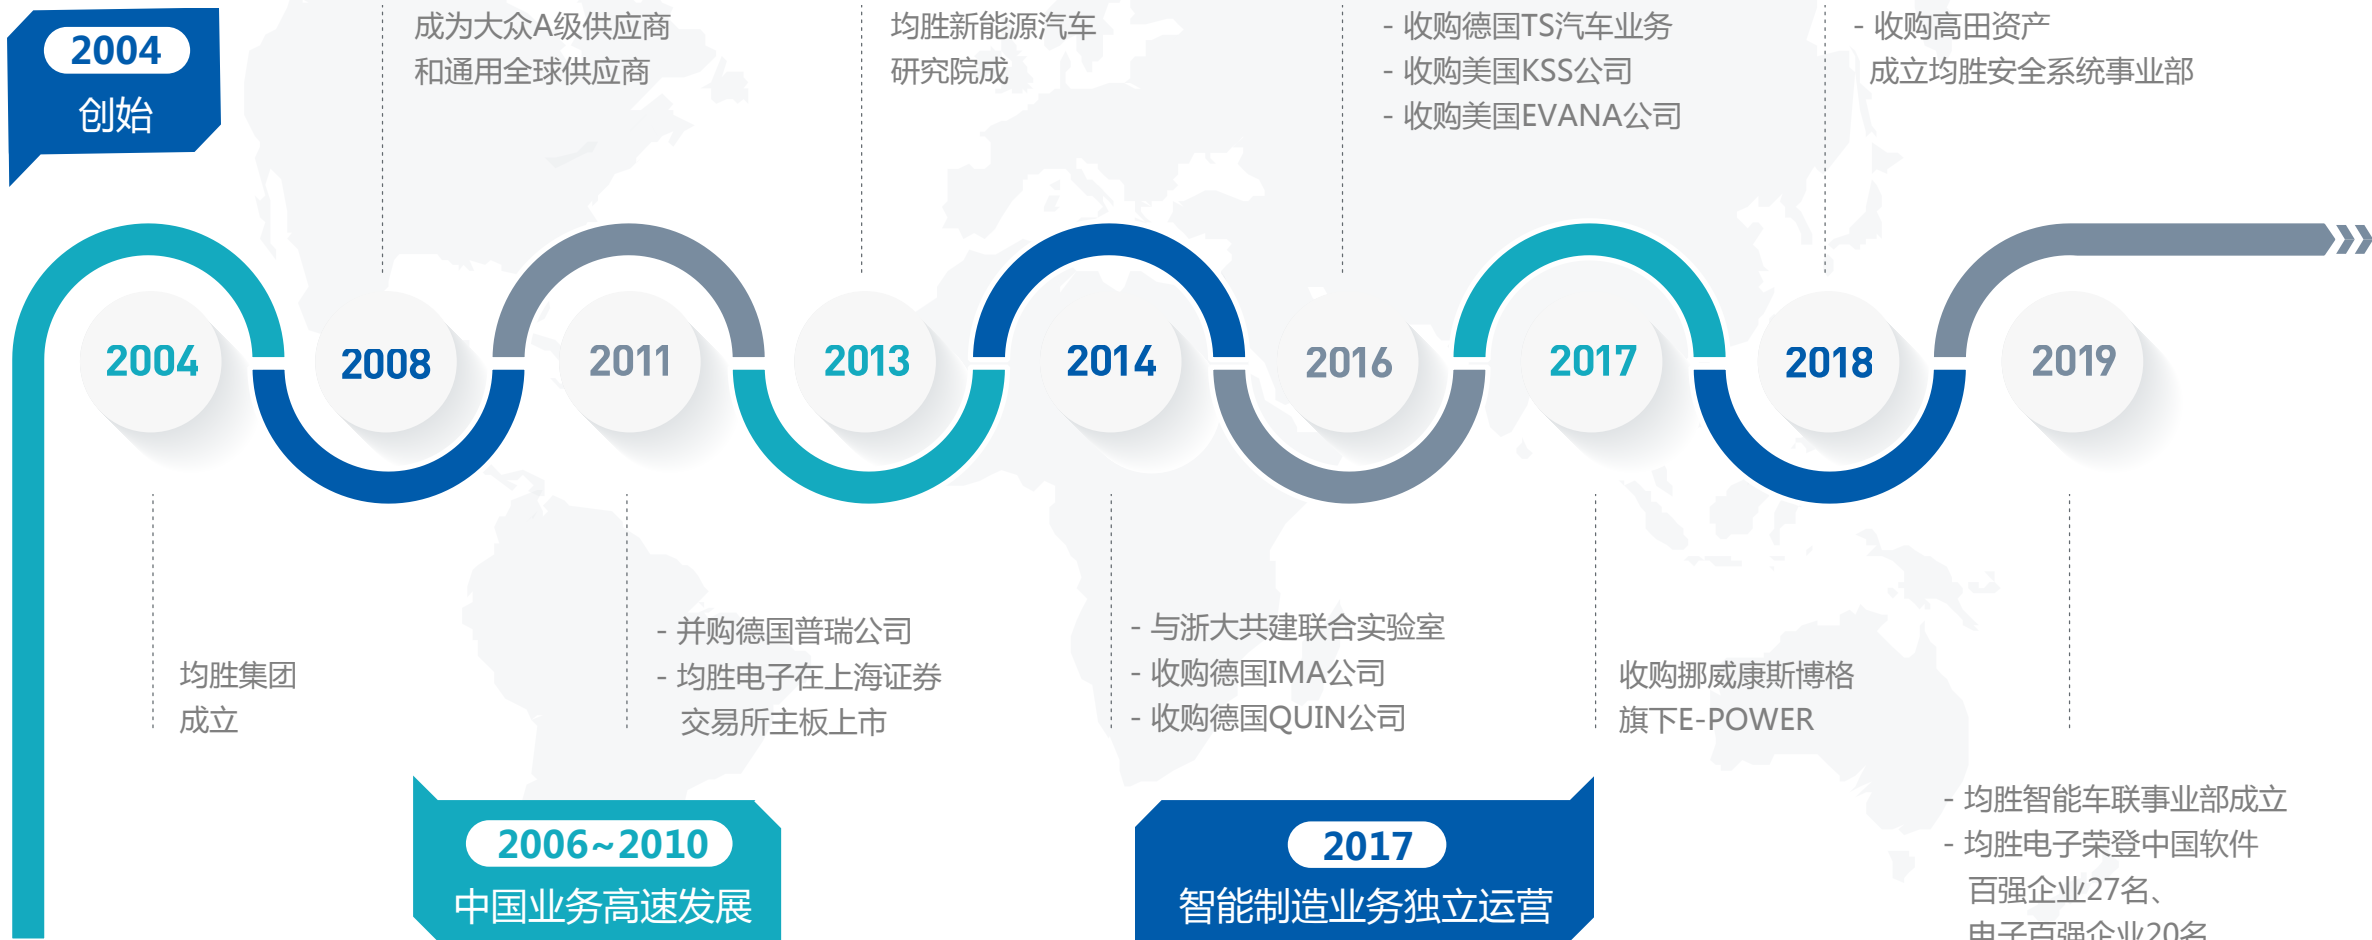 2004
创始
成为大众A级供应商
和通用全球供应商
均胜新能源汽车
研究院成
- 收购德国TS汽车业务
- 收购美国KSS公司
- 收购美国EVANA公司
- 收购高田资产
成立均胜安全系统事业部
2004
2008
2011
2013
2014
2016
2017
2018
2019
均胜集团
成立
- 并购德国普瑞公司
- 均胜电子在上海证券
交易所主板上市
- 与浙大共建联合实验室
- 收购德国IMA公司
- 收购德国QUIN公司
收购挪威康斯博格
旗下E-POWER
- 均胜智能车联事业部成立
- 均胜电子荣登中国软件
百强企业27名、
电子百强企业20名
2006~2010
中国业务高速发展
2017
智能制造业务独立运营